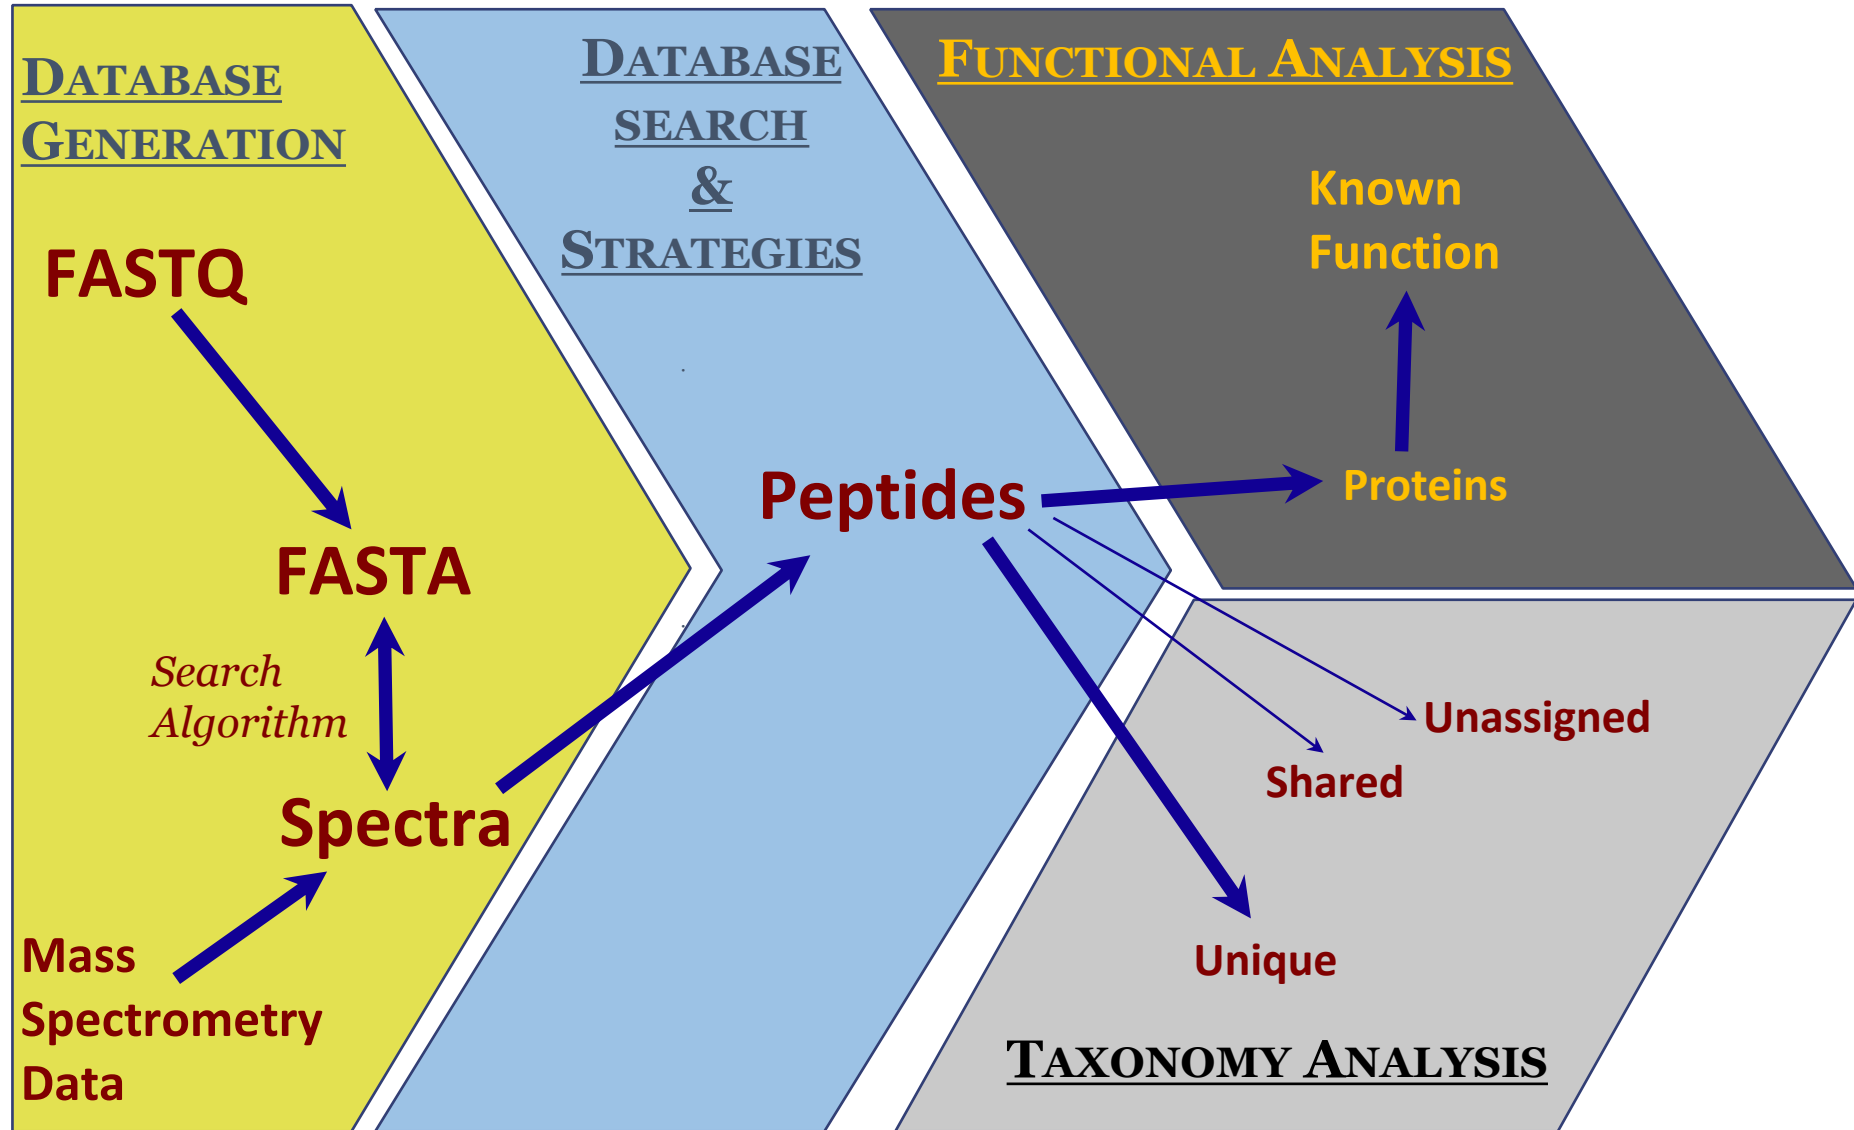 DATABASE
GENERATION
FASTQ
FASTA
Search
Algorithm
Spectra
Mass
Spectrometry
Data
DATABASE
SEARCH
&
STRATEGIES
Peptides
FUNCTIONAL ANALYSIS
Known
Function
Proteins
Unassigned
Shared
Unique
TAXONOMY ANALYSIS